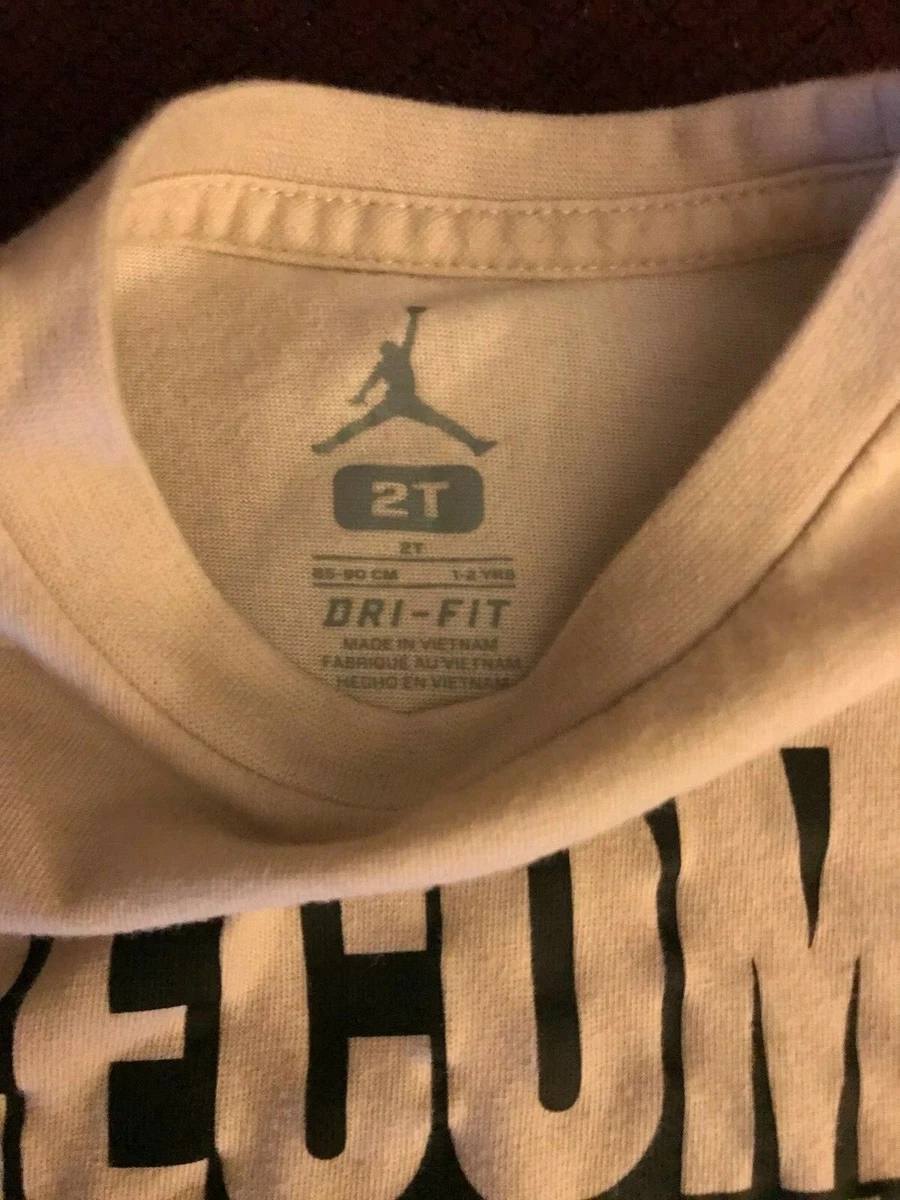 2T
2T
85-90 CM 1-2 YRS
DRI-FIT
MADE IN VIETNAM
FABRIQUÉ AU VIETNAM
HECHO EN VIETNAM
ECOM